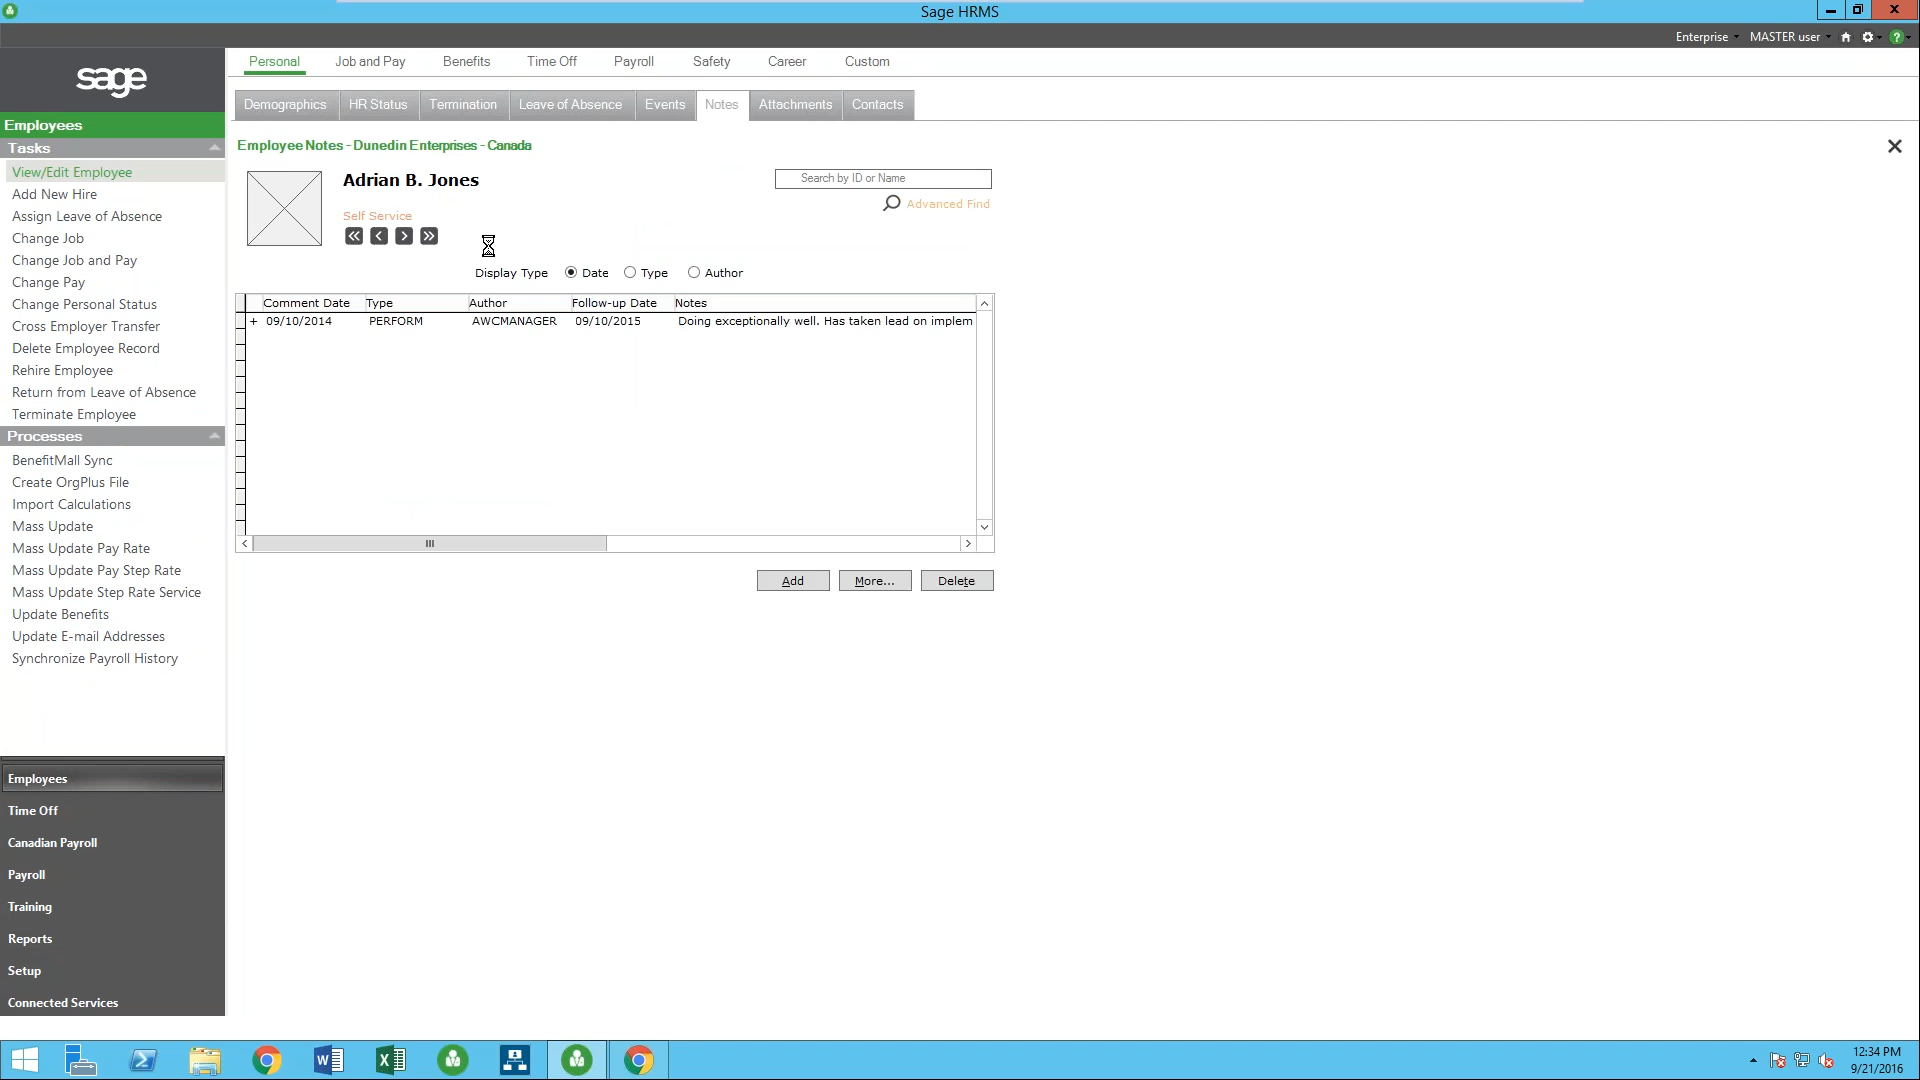 Sage HRMS
Enterprise MASTER user ?
sage
Personal Job and Pay Benefits Time Off Payroll Safety Career Custom
Demographics HR Status Termination Leave of Absence Events Notes Attachments Contacts
Employees
Tasks
View/Edit Employee
Add New Hire
Assign Leave of Absence
Change Job
Change Job and Pay
Change Pay
Change Personal Status
Cross Employer Transfer
Delete Employee Record
Rehire Employee
Return from Leave of Absence
Terminate Employee
Processes
BenefitMall Sync
Create OrgPlus File
Import Calculations
Mass Update
Mass Update Pay Rate
Mass Update Pay Step Rate
Mass Update Step Rate Service
Update Benefits
Update E-mail Addresses
Synchronize Payroll History
Employees
Time Off
Canadian Payroll
Payroll
Training
Reports
Setup
Connected Services
Employee Notes - Dunedin Enterprises - Canada
Adrian B. Jones
Search by ID or Name
Advanced Find
Self Service
Display Type Date Type Author
Comment Date Type Author Follow-up Date Notes
+ 09/10/2014 PERFORM AWCMANAGER 09/10/2015 Doing exceptionally well. Has taken lead on implem
Add More... Delete
12:34 PM
9/21/2016